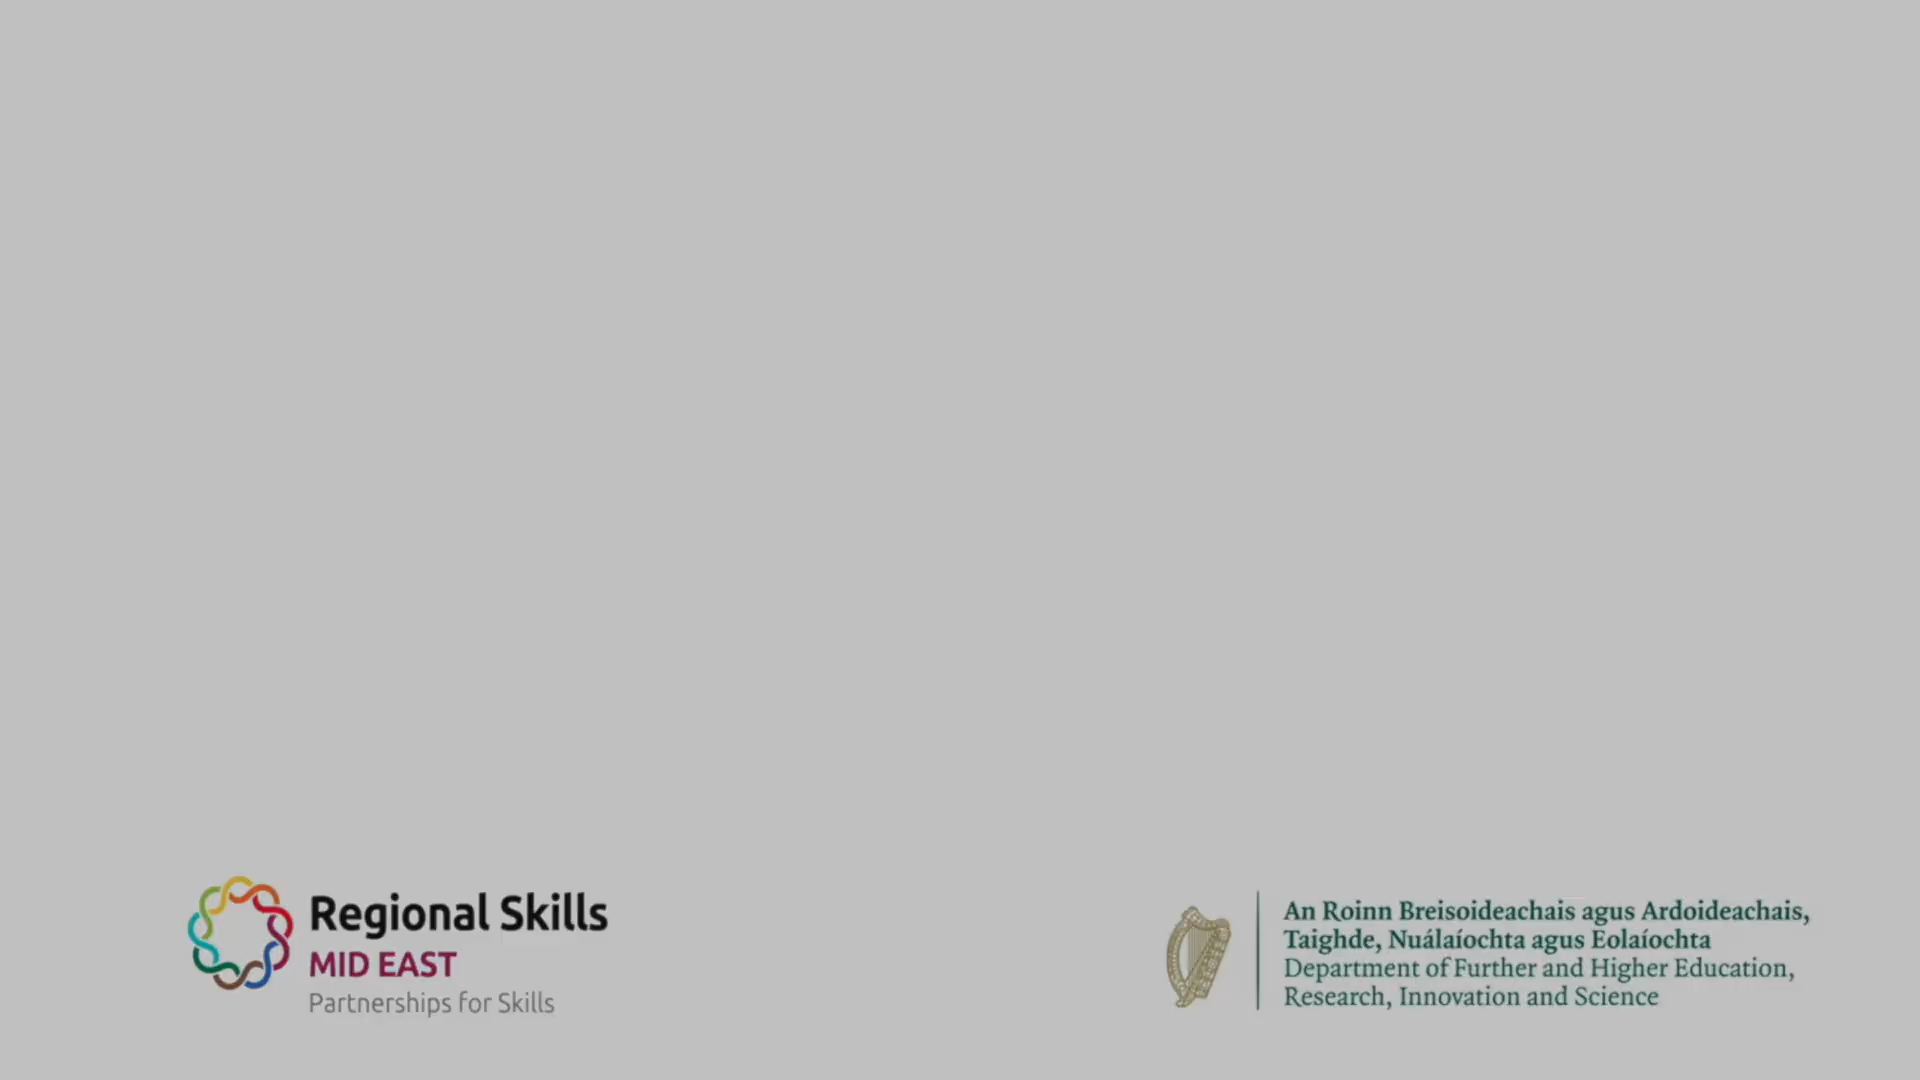 Regional Skills
MID EAST
Partnerships for Skills
An Roinn Breisoideachais agus Ardoideachais,
Taighde, Nuálaíochta agus Eolaíochta
Department of Further and Higher Education,
Research, Innovation and Science